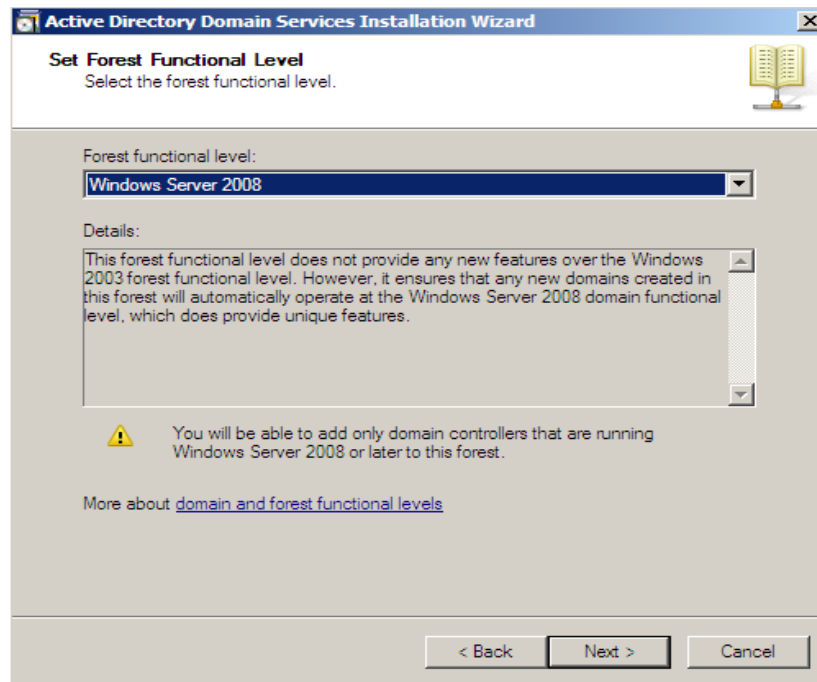 Active Directory Domain Services Installation Wizard
Set Forest Functional Level
Select the forest functional level.
Forest functional level:
Windows Server 2008
Details:
This forest functional level does not provide any new features over the Windows
2003 forest functional level. However, it ensures that any new domains created in
this forest will automatically operate at the Windows Server 2008 domain functional
level, which does provide unique features.
You will be able to add only domain controllers that are running
Windows Server 2008 or later to this forest.
More about domain and forest functional levels
< Back Next > Cancel